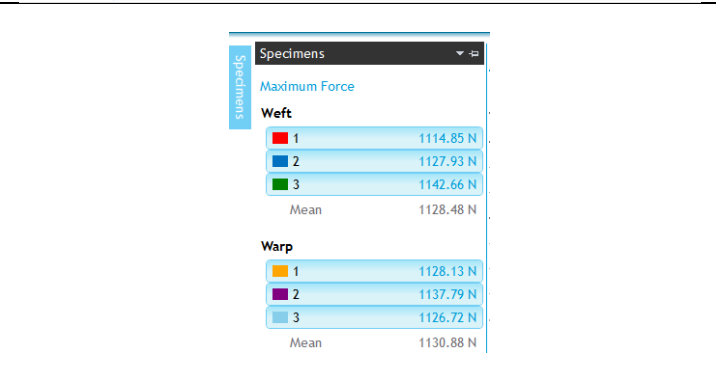 Specimens
Specimens
Maximum Force
Weft
1 1114.85 N
2 1127.93 N
3 1142.66 N
Mean 1128.48 N
Warp
1 1128.13 N
2 1137.79 N
3 1126.72 N
Mean 1130.88 N